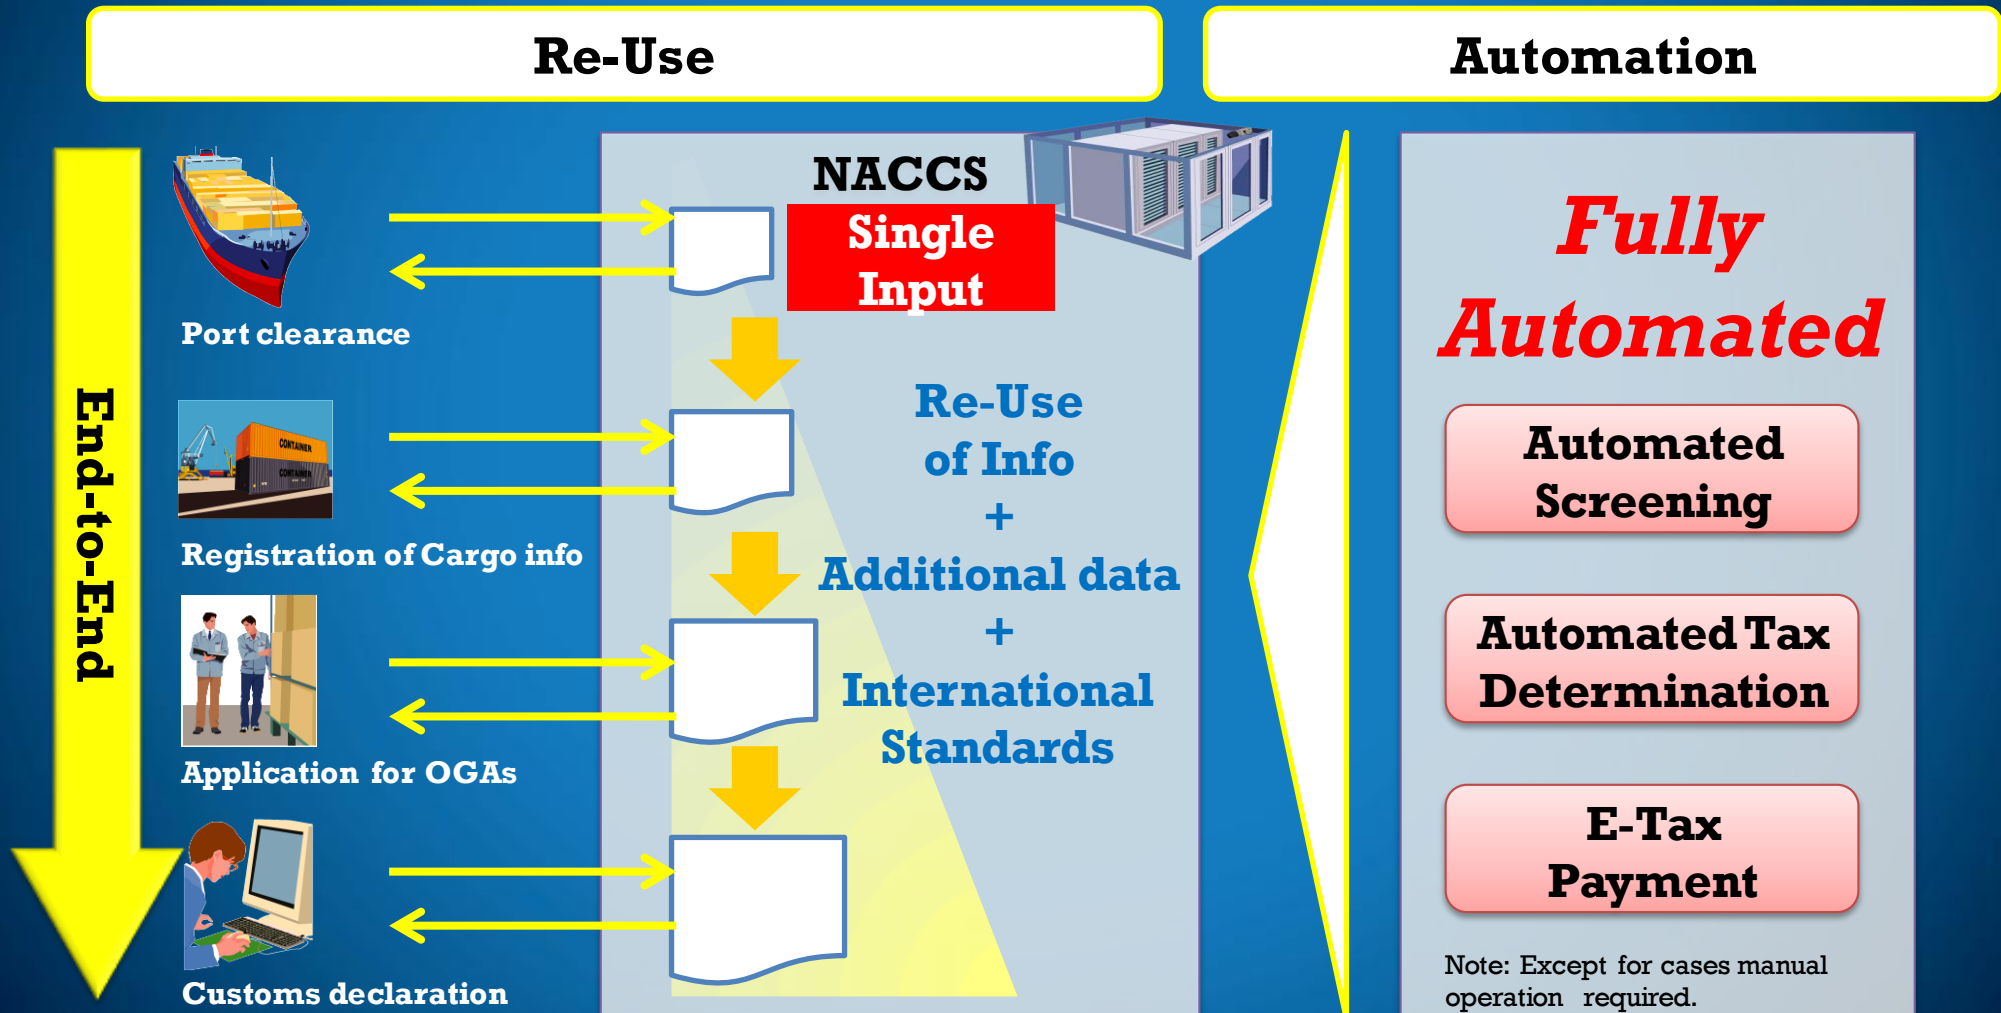 Re-Use
Automation
End-to-End
NACCS
Single
Input
Port clearance
CONTAINER
CONTAINER
Registration of Cargo info
Application for OGAs
Customs declaration
Re-Use
of Info
+
Additional data
+
International
Standards
Fully
Automated
Automated
Screening
Automated Tax
Determination
E-Tax
Payment
Note: Except for cases manual
operation required.